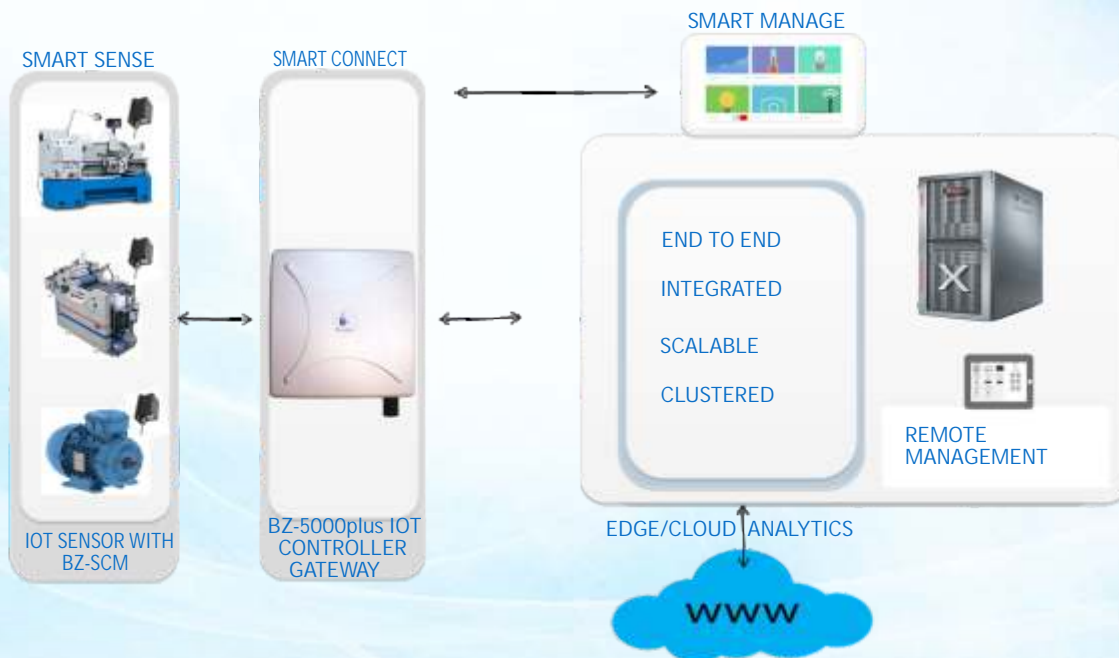 SMART MANAGE
SMART SENSE
SMART CONNECT
END TO END
INTEGRATED
SCALABLE
CLUSTERED
X
REMOTE
MANAGEMENT
IOT SENSOR WITH
BZ-SCM
BZ-5000plus IOT
CONTROLLER
GATEWAY
EDGE/CLOUD ANALYTICS
WWW